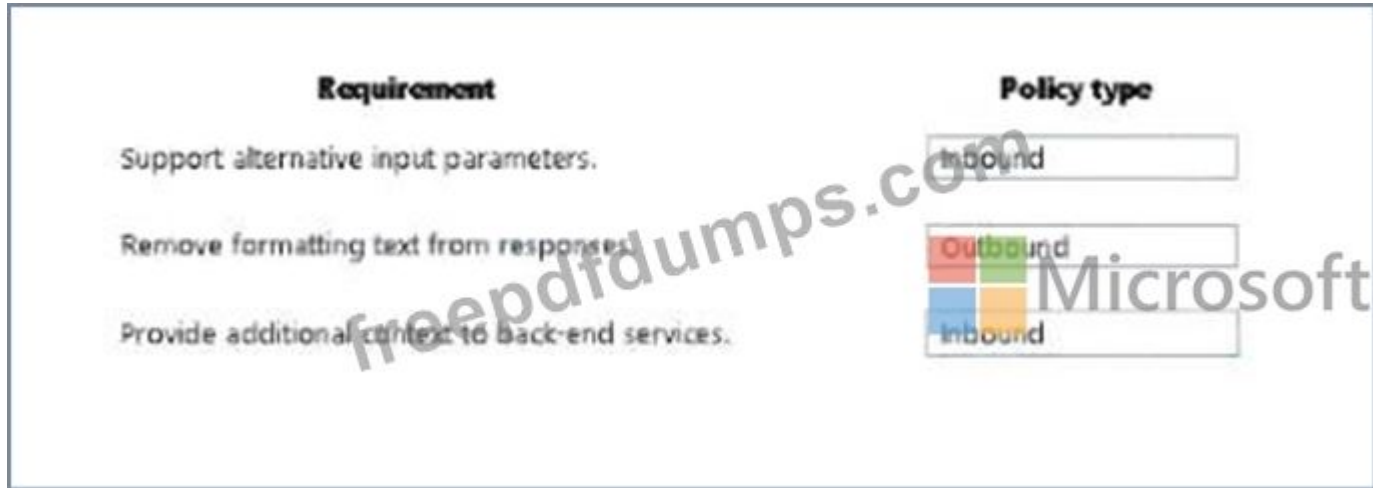 Requirement Policy type
Support alternative input parameters. Inbound
Remove formatting text from responses. Outbound
Provide additional context to back-end services. Inbound
freepdfdumps.com
Microsoft